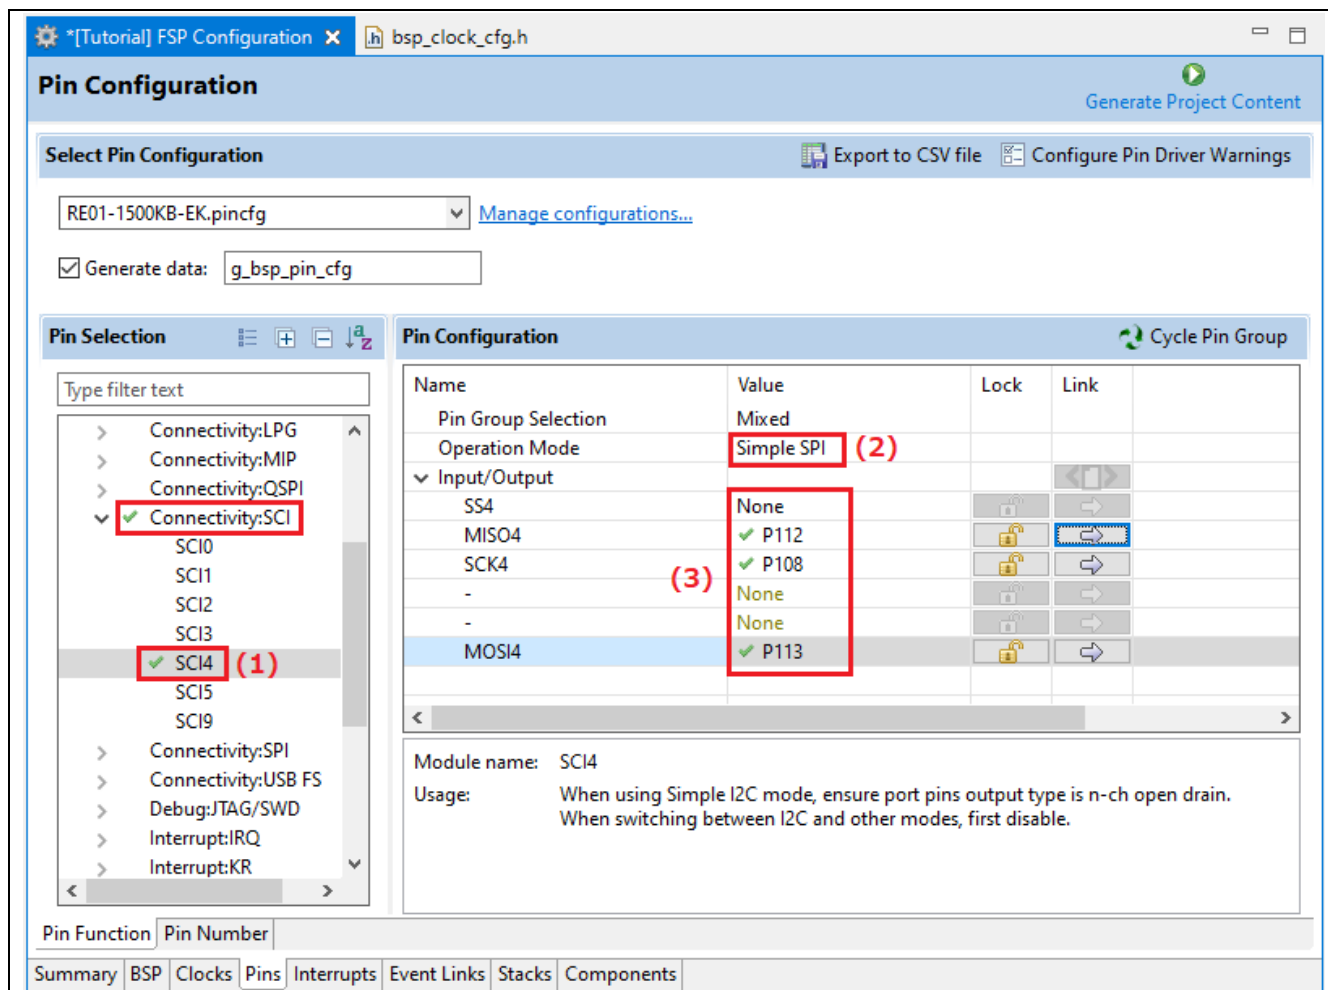 *[Tutorial] FSP Configuration
bsp_clock_cfg.h
Pin Configuration
Generate Project Content
Select Pin Configuration
Export to CSV file
Configure Pin Driver Warnings
RE01-1500KB-EK.pincfg
Manage configurations...
Generate data:
g_bsp_pin_cfg
Pin Selection
Type filter text
Connectivity:LPG
Connectivity:MIP
Connectivity:QSPI
Connectivity:SCI
SCI0
SCI1
SCI2
SCI3
SCI4 (1)
SCI5
SCI9
Connectivity:SPI
Connectivity:USB FS
Debug:JTAG/SWD
Interrupt:IRQ
Interrupt:KR
Pin Configuration
Cycle Pin Group
Name Value Lock Link
Pin Group Selection Mixed
Operation Mode Simple SPI (2)
Input/Output
SS4 None
MISO4 P112
SCK4 P108
(3)
- None
- None
MOSI4 P113
Module name: SCI4
Usage: When using Simple I2C mode, ensure port pins output type is n-ch open drain.
When switching between I2C and other modes, first disable.
Pin Function Pin Number
Summary BSP Clocks Pins Interrupts Event Links Stacks Components